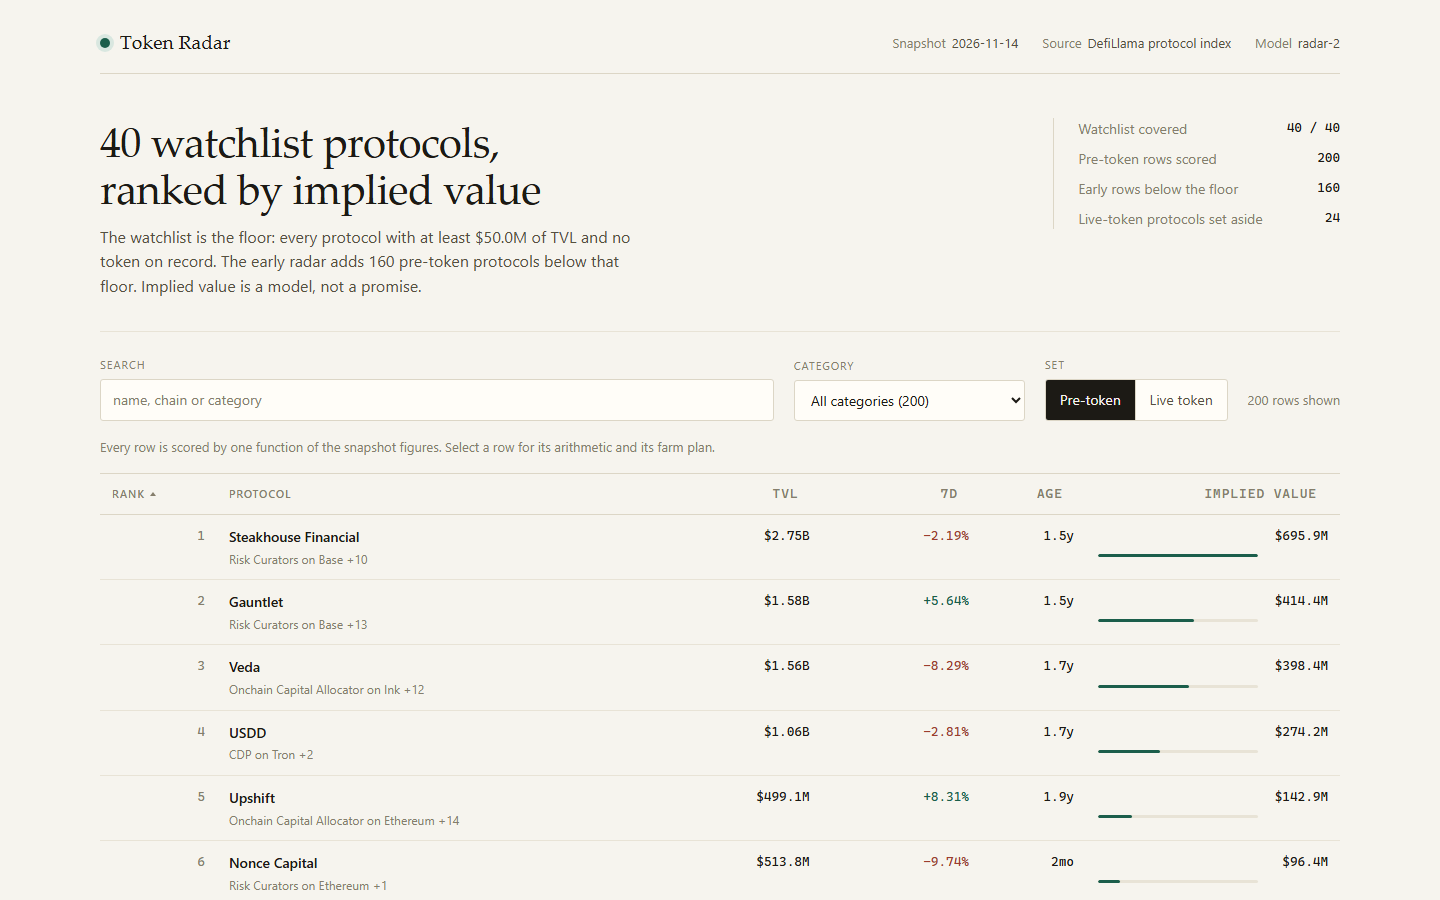 Token Radar
Snapshot 2026-11-14 Source DefiLlama protocol index Model radar-2
40 watchlist protocols,
ranked by implied value
The watchlist is the floor: every protocol with at least $50.0M of TVL and no
token on record. The early radar adds 160 pre-token protocols below that
floor. Implied value is a model, not a promise.
Watchlist covered 40 / 40
Pre-token rows scored 200
Early rows below the floor 160
Live-token protocols set aside 24
SEARCH CATEGORY SET
name, chain or category All categories (200) Pre-token Live token 200 rows shown
Every row is scored by one function of the snapshot figures. Select a row for its arithmetic and its farm plan.
RANK ▲ PROTOCOL TVL 7D AGE IMPLIED VALUE
1 Steakhouse Financial $2.75B −2.19% 1.5y $695.9M
Risk Curators on Base +10
2 Gauntlet $1.58B +5.64% 1.5y $414.4M
Risk Curators on Base +13
3 Veda $1.56B −8.29% 1.7y $398.4M
Onchain Capital Allocator on Ink +12
4 USDD $1.06B −2.81% 1.7y $274.2M
CDP on Tron +2
5 Upshift $499.1M +8.31% 1.9y $142.9M
Onchain Capital Allocator on Ethereum +14
6 Nonce Capital $513.8M −9.74% 2mo $96.4M
Risk Curators on Ethereum +1